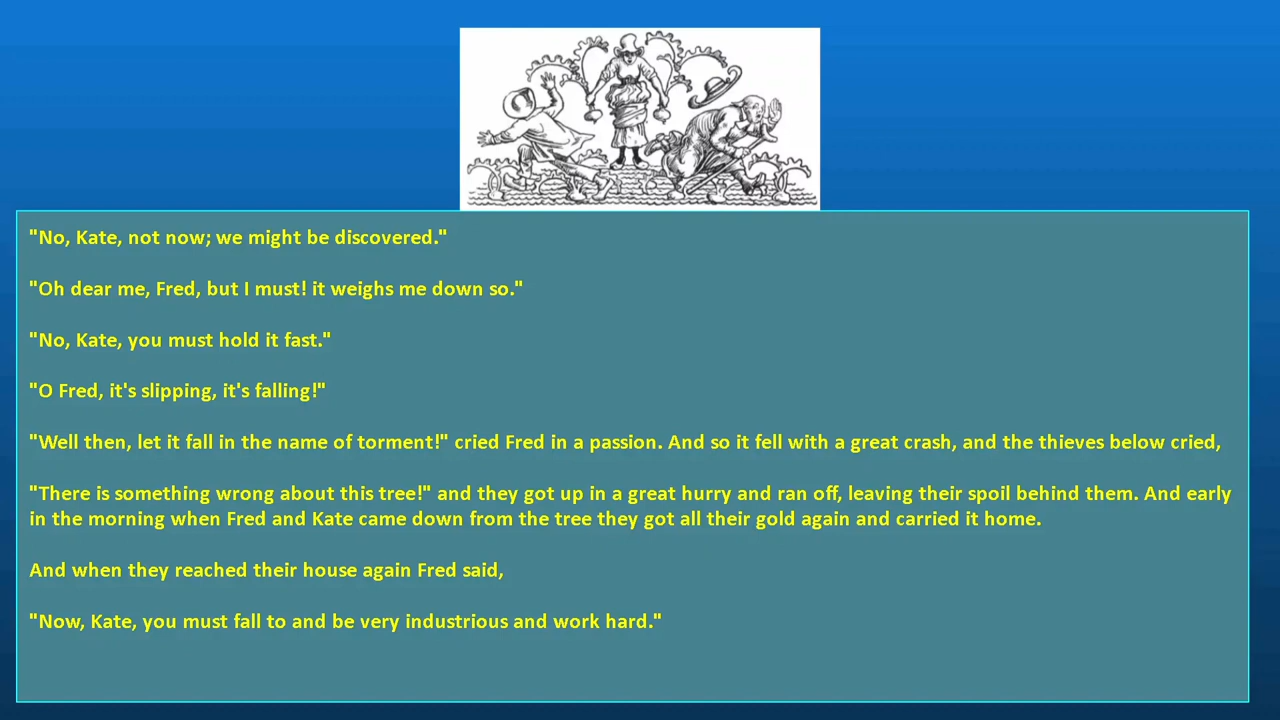 "No, Kate, not now; we might be discovered."
"Oh dear me, Fred, but I must! it weighs me down so."
"No, Kate, you must hold it fast."
"O Fred, it's slipping, it's falling!"
"Well then, let it fall in the name of torment!" cried Fred in a passion. And so it fell with a great crash, and the thieves below cried,
"There is something wrong about this tree!" and they got up in a great hurry and ran off, leaving their spoil behind them. And early
in the morning when Fred and Kate came down from the tree they got all their gold again and carried it home.
And when they reached their house again Fred said,
"Now, Kate, you must fall to and be very industrious and work hard."